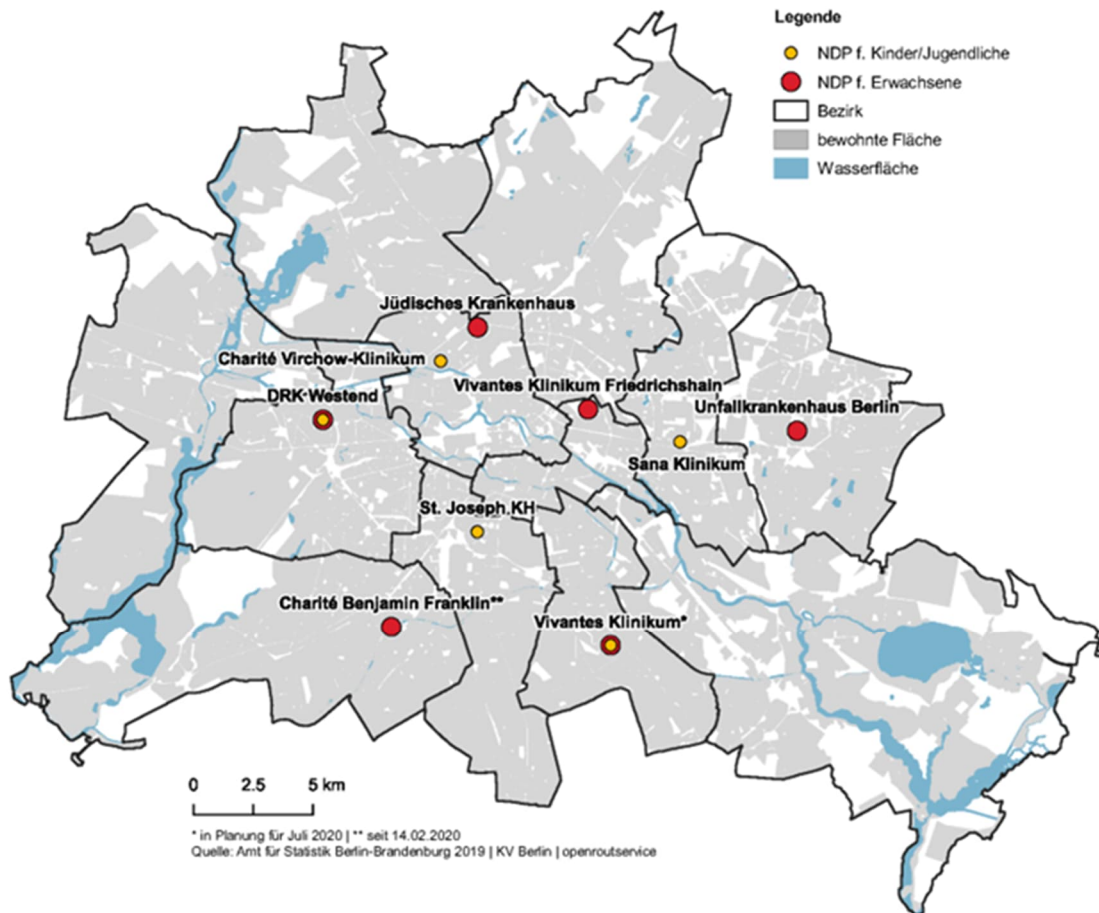 Legende
NDP f. Kinder/Jugendliche
NDP f. Erwachsene
Bezirk
bewohnte Fläche
Wasserfläche
Jüdisches Krankenhaus
Charité Virchow-Klinikum
Vivantes Klinikum Friedrichshain
DRK Westend
Unfallkrankenhaus Berlin
Sana Klinikum
St. Joseph KH
Charité Benjamin Franklin**
Vivantes Klinikum*
0 2.5 5 km
* in Planung für Juli 2020 | ** seit 14.02.2020
Quelle: Amt für Statistik Berlin-Brandenburg 2019 | KV Berlin | openroutservice